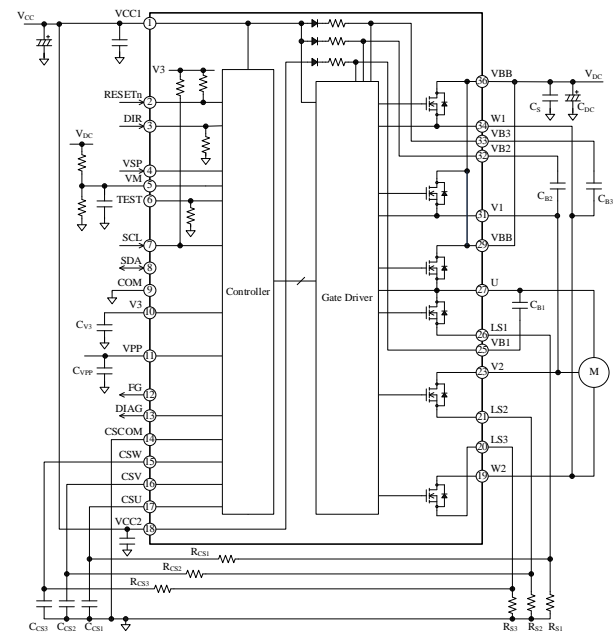 VCC
VCC1
1
V3
RESETn
2
DIR
3
VDC
VSP
4
VM
5
TEST
6
SCL
7
SDA
8
COM
9
V3
10
CV3
VPP
11
CVPP
FG
12
DIAG
13
CSCOM
14
CSW
15
CSV
16
CSU
17
VCC2
18
Controller
Gate Driver
36
VBB
VDC
CS
CDC
34
W1
33
VB3
32
VB2
CB2
CB3
31
V1
29
VBB
27
U
CB1
26
LS1
25
VB1
23
V2
M
21
LS2
20
LS3
19
W2
RCS1
RCS2
RCS3
CCS3
CCS2
CCS1
RS3
RS2
RS1